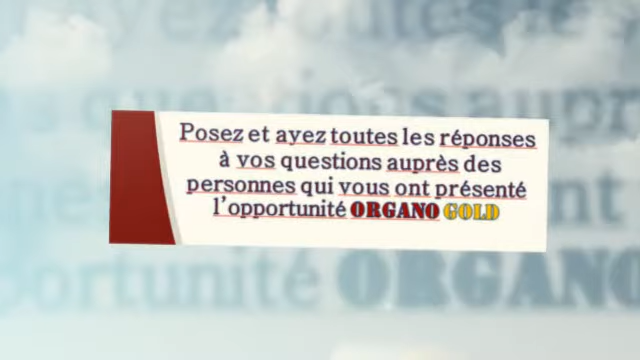 Posez et ayez toutes les réponses
à vos questions auprès des
personnes qui vous ont présenté
l'opportunité ORGANO GOLD